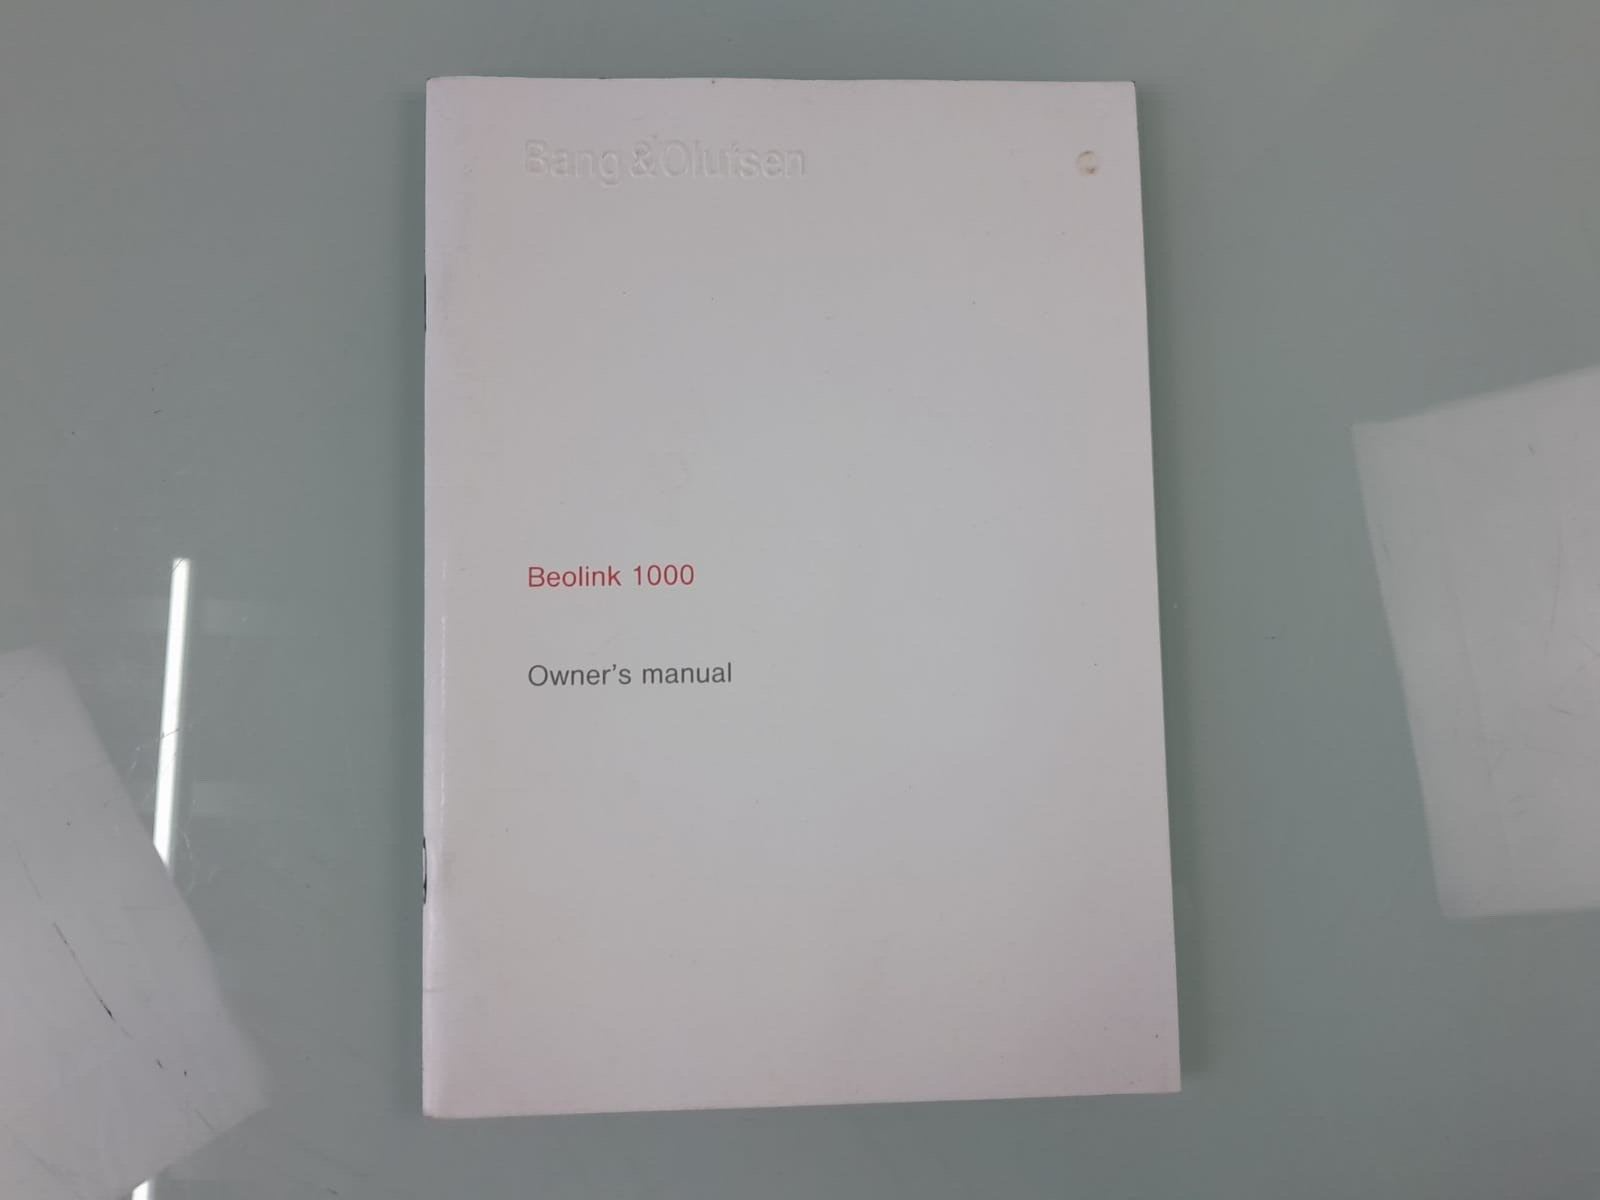 Bang & Olufsen
Beolink 1000
Owner's manual